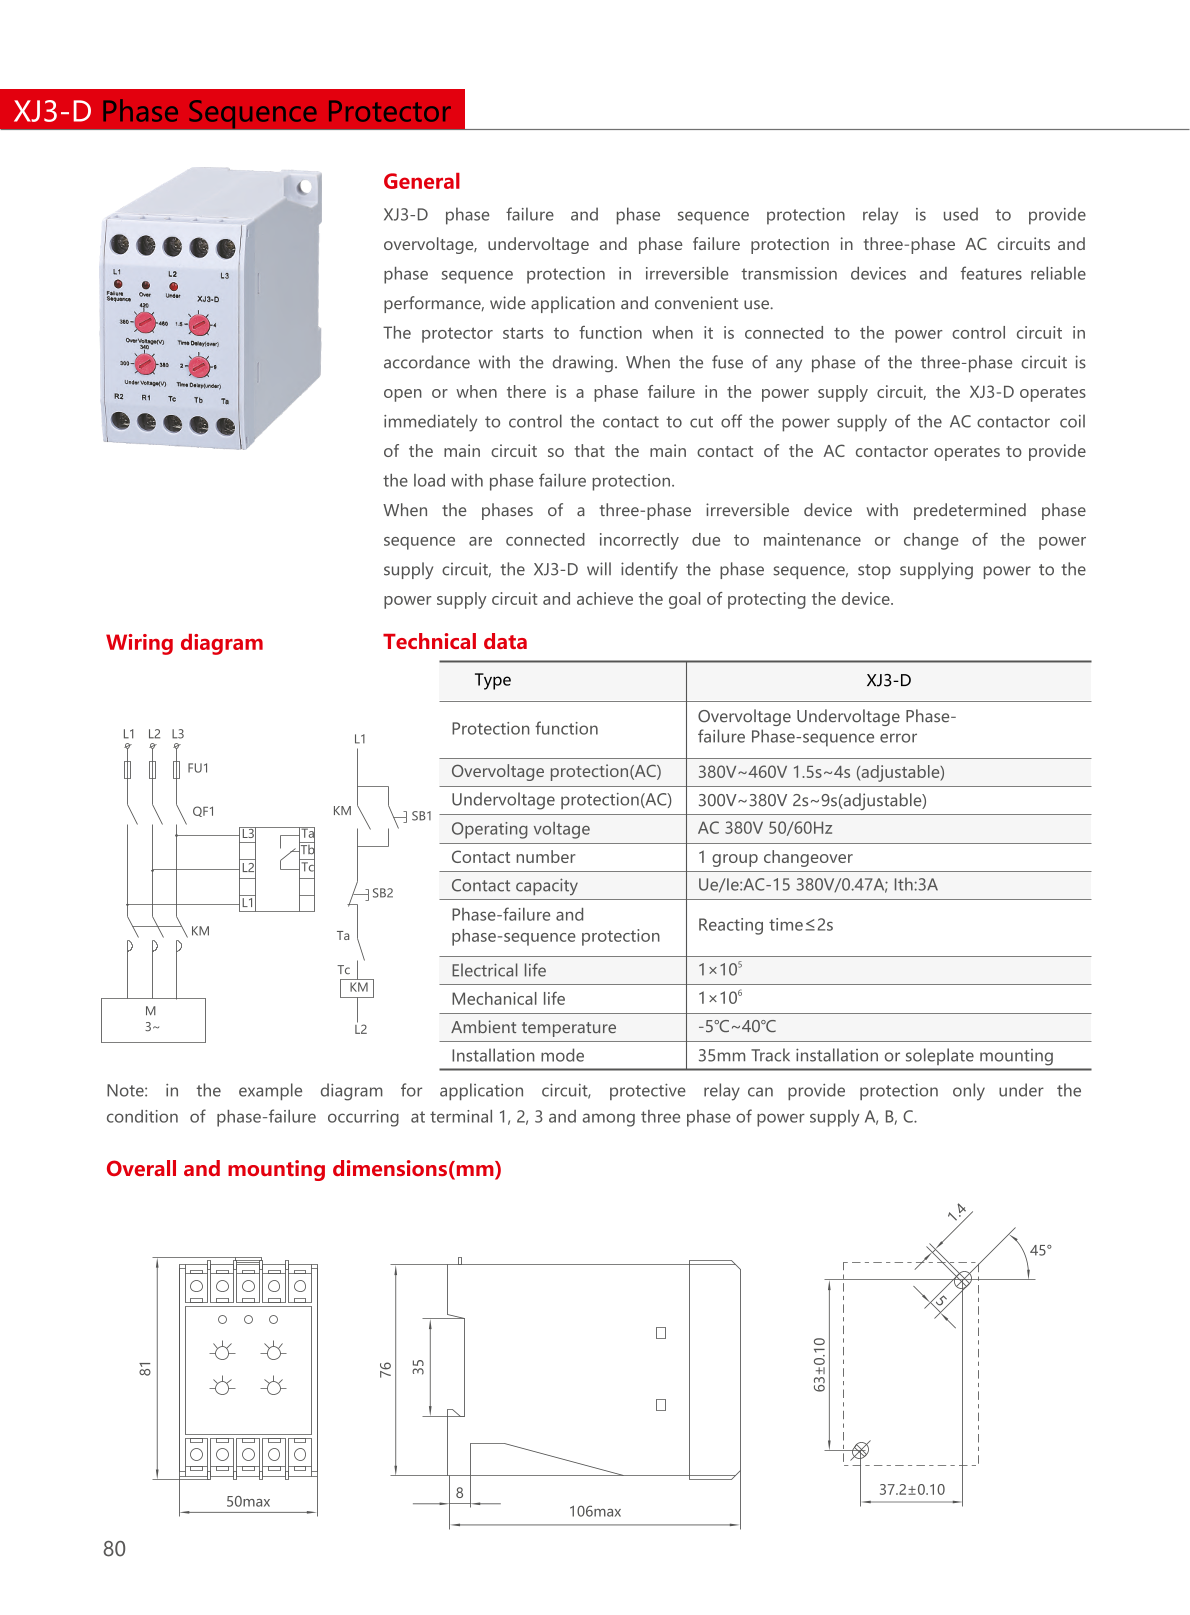 XJ3-D Phase Sequence Protector
General
XJ3-D phase failure and phase sequence protection relay is used to provide
overvoltage, undervoltage and phase failure protection in three-phase AC circuits and
phase sequence protection in irreversible transmission devices and features reliable
performance, wide application and convenient use.
The protector starts to function when it is connected to the power control circuit in
accordance with the drawing. When the fuse of any phase of the three-phase circuit is
open or when there is a phase failure in the power supply circuit, the XJ3-D operates
immediately to control the contact to cut off the power supply of the AC contactor coil
of the main circuit so that the main contact of the AC contactor operates to provide
the load with phase failure protection.
When the phases of a three-phase irreversible device with predetermined phase
sequence are connected incorrectly due to maintenance or change of the power
supply circuit, the XJ3-D will identify the phase sequence, stop supplying power to the
power supply circuit and achieve the goal of protecting the device.
L1 L2 L3
Failure
Sequence
Over Under XJ3-D
420
380 460 1.5 4
Over Voltage(V) Time Delay(over)
340
300 380 2 9
Under Voltage(V) Time Delay(under)
R2 R1 Tc Tb Ta
Wiring diagram
L1 L2 L3
FU1
QF1
L3 Ta
Tb
L2 Tc
L1
KM
M
3~
L1
KM SB1
SB2
Ta
Tc
KM
L2
Technical data
Type XJ3-D
Protection function Overvoltage Undervoltage Phase-
failure Phase-sequence error
Overvoltage protection(AC) 380V~460V 1.5s~4s (adjustable)
Undervoltage protection(AC) 300V~380V 2s~9s(adjustable)
Operating voltage AC 380V 50/60Hz
Contact number 1 group changeover
Contact capacity Ue/Ie:AC-15 380V/0.47A; Ith:3A
Phase-failure and
phase-sequence protection Reacting time≤2s
Electrical life 1×10⁵
Mechanical life 1×10⁶
Ambient temperature -5℃~40℃
Installation mode 35mm Track installation or soleplate mounting
Note: in the example diagram for application circuit, protective relay can provide protection only under the
condition of phase-failure occurring at terminal 1, 2, 3 and among three phase of power supply A, B, C.
Overall and mounting dimensions(mm)
81
50max
76
35
8
106max
1.4
45°
5
63±0.10
37.2±0.10
80